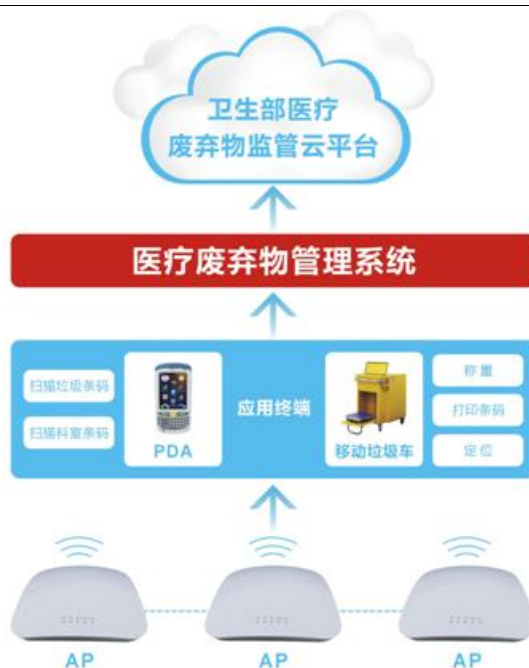 卫生部医疗
废弃物监管云平台
医疗废弃物管理系统
扫描垃圾条码
扫描科室条码
PDA
应用终端
移动垃圾车
称重
打印条码
定位
AP
AP
AP